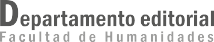 Departamento editorial
Facultad de Humanidades